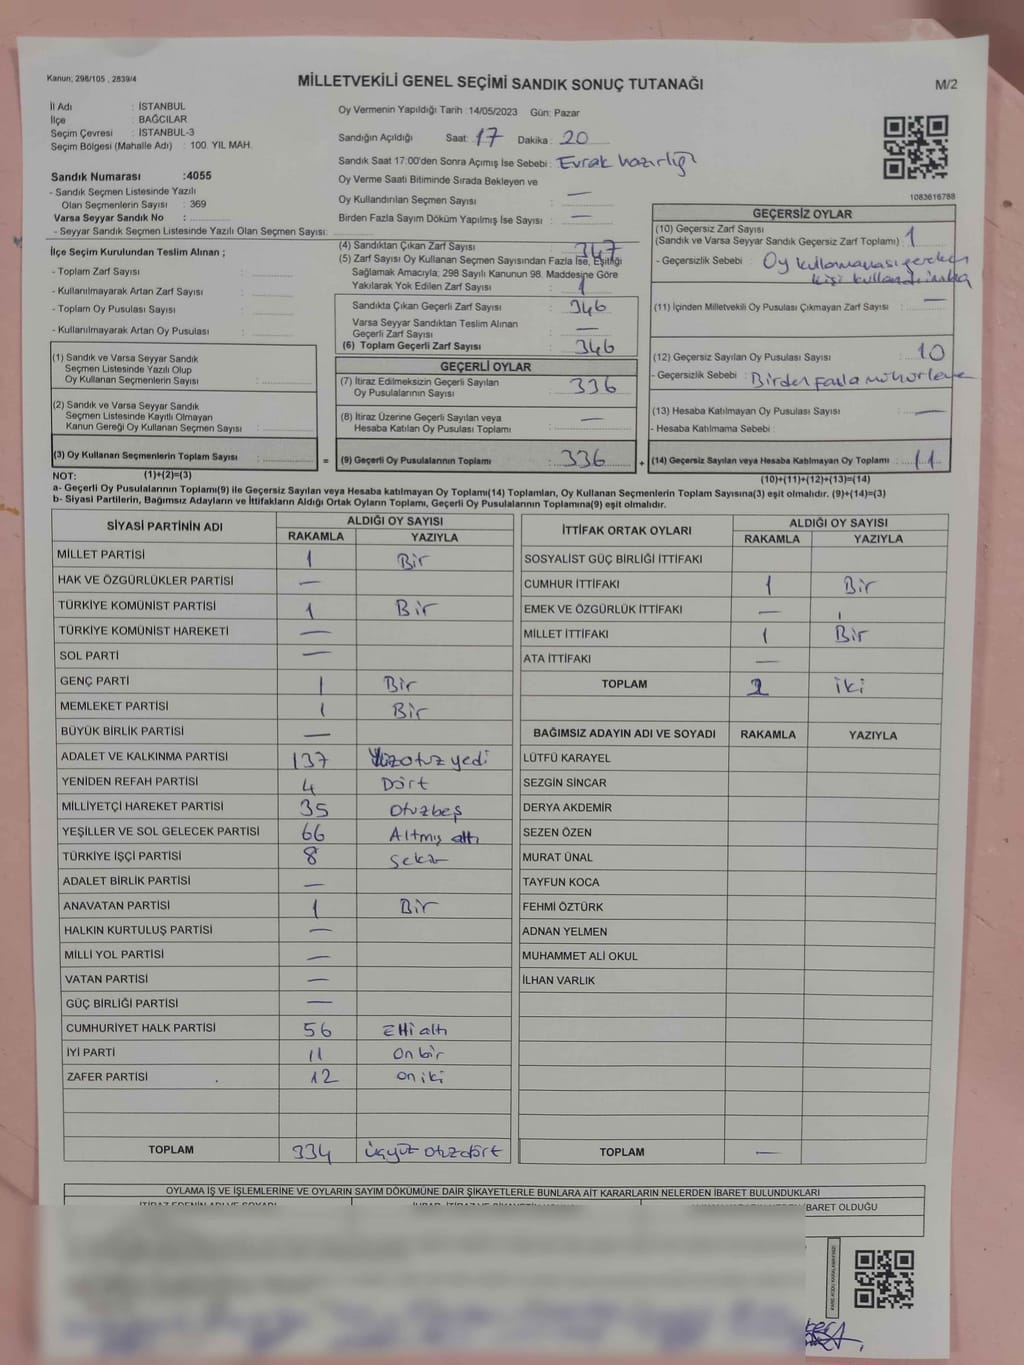 Kanun; 298/105 , 2839/4
MİLLETVEKİLİ GENEL SEÇİMİ SANDIK SONUÇ TUTANAĞI
M/2
İl Adı : İSTANBUL
İlçe : BAĞCILAR
Seçim Çevresi : İSTANBUL-3
Seçim Bölgesi (Mahalle Adı) : 100. YIL MAH.
Sandık Numarası :4055
- Sandık Seçmen Listesinde Yazılı
Olan Seçmenlerin Sayısı : 369
Varsa Seyyar Sandık No :
- Seyyar Sandık Seçmen Listesinde Yazılı Olan Seçmen Sayısı:
Oy Vermenin Yapıldığı Tarih :14/05/2023 Gün: Pazar
Sandığın Açıldığı Saat: 17 Dakika : 20
Sandık Saat 17:00'den Sonra Açımış İse Sebebi : Evrak hazırlığı
Oy Verme Saati Bitiminde Sırada Bekleyen ve
Oy Kullandırılan Seçmen Sayısı : —
Birden Fazla Sayım Döküm Yapılmış İse Sayısı : —
1083616788
İlçe Seçim Kurulundan Teslim Alınan ;
- Toplam Zarf Sayısı :
- Kullanılmayarak Artan Zarf Sayısı :
- Toplam Oy Pusulası Sayısı :
- Kullanılmayarak Artan Oy Pusulası :
(1) Sandık ve Varsa Seyyar Sandık
Seçmen Listesinde Yazılı Olup
Oy Kullanan Seçmenlerin Sayısı :
(2) Sandık ve Varsa Seyyar Sandık
Seçmen Listesinde Kayıtlı Olmayan
Kanun Gereği Oy Kullanan Seçmen Sayısı :
(3) Oy Kullanan Seçmenlerin Toplam Sayısı :
(1)+(2)=(3)
(4) Sandıktan Çıkan Zarf Sayısı : 347
(5) Zarf Sayısı Oy Kullanan Seçmen Sayısından Fazla İse, Eşitliği
Sağlamak Amacıyla; 298 Sayılı Kanunun 98. Maddesine Göre
Yakılarak Yok Edilen Zarf Sayısı : 1
Sandıkta Çıkan Geçerli Zarf Sayısı : 346
Varsa Seyyar Sandıktan Teslim Alınan
Geçerli Zarf Sayısı : —
(6) Toplam Geçerli Zarf Sayısı : 346
GEÇERLİ OYLAR
(7) İtiraz Edilmeksizin Geçerli Sayılan
Oy Pusulalarının Sayısı : 336
(8) İtiraz Üzerine Geçerli Sayılan veya
Hesaba Katılan Oy Pusulası Toplamı : —
= (9) Geçerli Oy Pusulalarının Toplamı : 336
GEÇERSİZ OYLAR
(10) Geçersiz Zarf Sayısı
(Sandık ve Varsa Seyyar Sandık Geçersiz Zarf Toplamı) : 1
- Geçersizlik Sebebi : Oy kullanmaması gereken
kişi
(11) İçinden Milletvekili Oy Pusulası Çıkmayan Zarf Sayısı : —
(12) Geçersiz Sayılan Oy Pusulası Sayısı : 10
- Geçersizlik Sebebi : Birden fazla mühürleme
(13) Hesaba Katılmayan Oy Pusulası Sayısı : —
- Hesaba Katılmama Sebebi :
+ (14) Geçersiz Sayılan veya Hesaba Katılmayan Oy Toplamı : 11
(10)+(11)+(12)+(13)=(14)
NOT:
a- Geçerli Oy Pusulalarının Toplamı(9) ile Geçersiz Sayılan veya Hesaba katılmayan Oy Toplamı(14) Toplamları, Oy Kullanan Seçmenlerin Toplam Sayısına(3) eşit olmalıdır. (9)+(14)=(3)
b- Siyasi Partilerin, Bağımsız Adayların ve İttifakların Aldığı Ortak Oyların Toplamı, Geçerli Oy Pusulalarının Toplamına(9) eşit olmalıdır.
SİYASİ PARTİNİN ADI ALDIĞI OY SAYISI
RAKAMLA YAZIYLA
MİLLET PARTİSİ 1 Bir
HAK VE ÖZGÜRLÜKLER PARTİSİ —
TÜRKİYE KOMÜNİST PARTİSİ 1 Bir
TÜRKİYE KOMÜNİST HAREKETİ —
SOL PARTİ —
GENÇ PARTİ 1 Bir
MEMLEKET PARTİSİ 1 Bir
BÜYÜK BİRLİK PARTİSİ —
ADALET VE KALKINMA PARTİSİ 137 Yüzotuz yedi
YENİDEN REFAH PARTİSİ 4 Dört
MİLLİYETÇİ HAREKET PARTİSİ 35 Otuzbeş
YEŞİLLER VE SOL GELECEK PARTİSİ 66 Altmış altı
TÜRKİYE İŞÇİ PARTİSİ 8 Sekiz
ADALET BİRLİK PARTİSİ —
ANAVATAN PARTİSİ 1 Bir
HALKIN KURTULUŞ PARTİSİ —
MİLLİ YOL PARTİSİ —
VATAN PARTİSİ —
GÜÇ BİRLİĞİ PARTİSİ —
CUMHURİYET HALK PARTİSİ 56 Elli altı
İYİ PARTİ 11 On bir
ZAFER PARTİSİ 12 on iki
TOPLAM 334 üçyüz otuzdört
İTTİFAK ORTAK OYLARI ALDIĞI OY SAYISI
RAKAMLA YAZIYLA
SOSYALİST GÜÇ BİRLİĞİ İTTİFAKI
CUMHUR İTTİFAKI 1 Bir
EMEK VE ÖZGÜRLÜK İTTİFAKI —
MİLLET İTTİFAKI 1 Bir
ATA İTTİFAKI —
TOPLAM 2 iki
BAĞIMSIZ ADAYIN ADI VE SOYADI RAKAMLA YAZIYLA
LÜTFÜ KARAYEL
SEZGİN SİNCAR
DERYA AKDEMİR
SEZEN ÖZEN
MURAT ÜNAL
TAYFUN KOCA
FEHMİ ÖZTÜRK
ADNAN YELMEN
MUHAMMET ALİ OKUL
İLHAN VARLIK
TOPLAM —
OYLAMA İŞ VE İŞLEMLERİNE VE OYLARIN SAYIM DÖKÜMÜNE DAİR ŞİKAYETLERLE BUNLARA AİT KARARLARIN NELERDEN İBARET BULUNDUKLARI
İTİRAZ EDENİN ADI VE SOYADI
BARET OLDUĞU